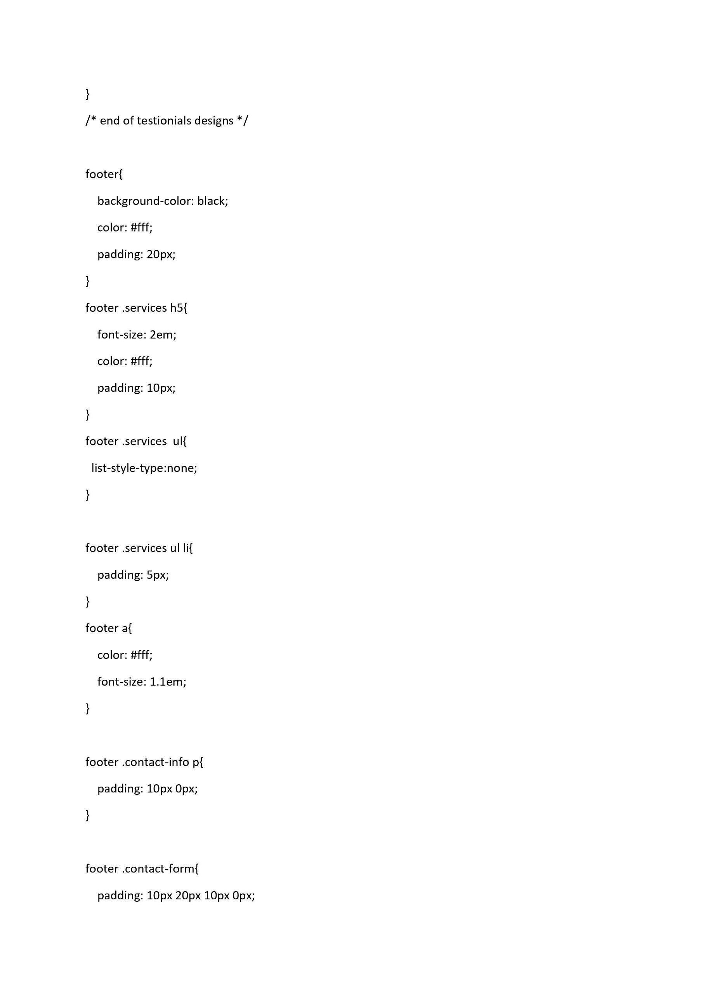 }
/* end of testionials designs */
footer{
background-color: black;
color: #fff;
padding: 20px;
}
footer .services h5{
font-size: 2em;
color: #fff;
padding: 10px;
}
footer .services  ul{
list-style-type:none;
}
footer .services ul li{
padding: 5px;
}
footer a{
color: #fff;
font-size: 1.1em;
}
footer .contact-info p{
padding: 10px 0px;
}
footer .contact-form{
padding: 10px 20px 10px 0px;